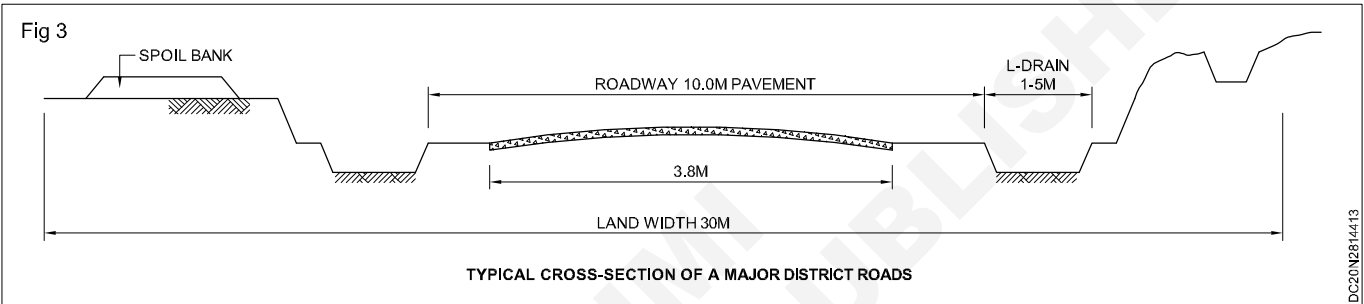 Fig 3
SPOIL BANK
ROADWAY 10.0M PAVEMENT
L-DRAIN
1-5M
3.8M
LAND WIDTH 30M
TYPICAL CROSS-SECTION OF A MAJOR DISTRICT ROADS
DC20N2814413